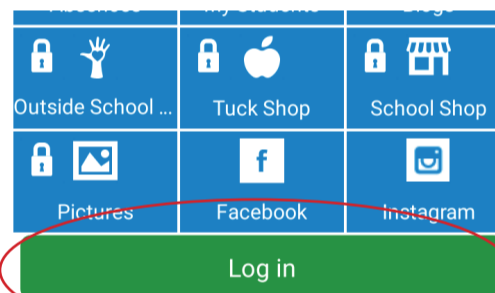 Outside School ... Tuck Shop School Shop
Pictures Facebook Instagram
Log in